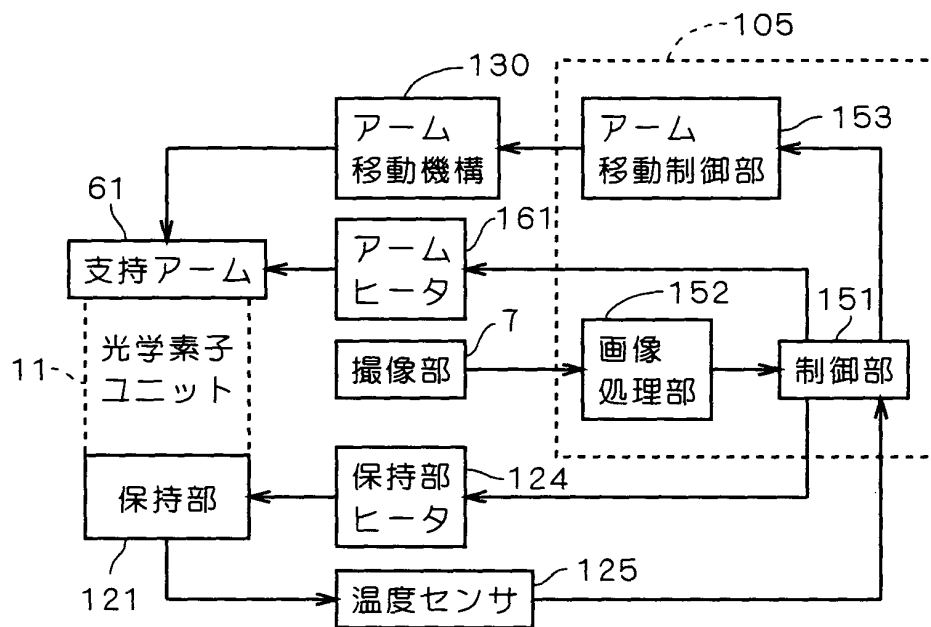 105
130
アーム
移動機構
アーム
移動制御部
153
61
支持アーム
161
アーム
ヒータ
152
151
11
光学素子
ユニット
7
撮像部
画像
処理部
制御部
保持部
121
保持部
ヒータ
124
温度センサ
125